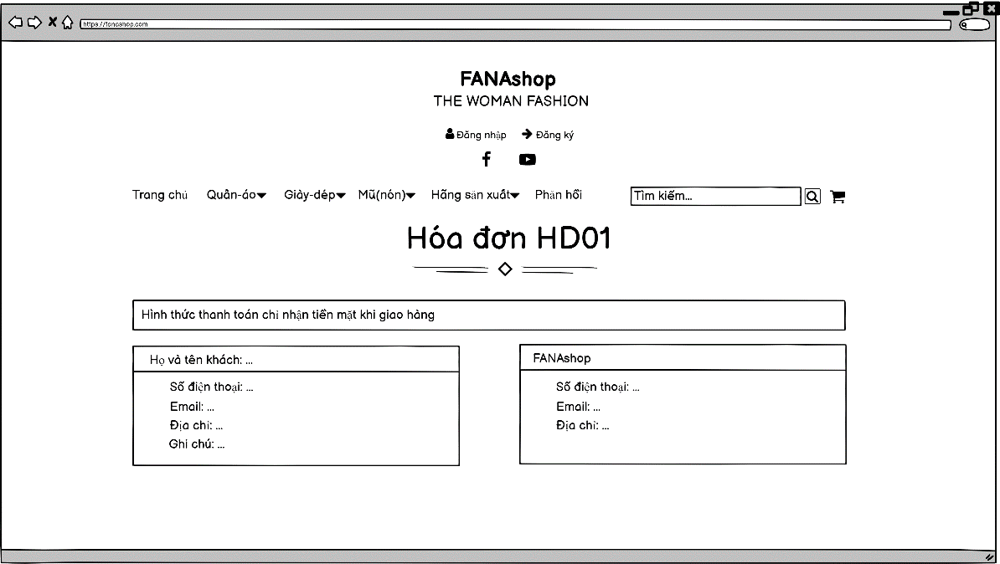 https://fanashop.com
FANAshop
THE WOMAN FASHION
Đăng nhập Đăng ký
Trang chủ Quần-áo Giày-dép Mũ(nón) Hãng sản xuất Phản hồi Tìm kiếm...
Hóa đơn HD01
Hình thức thanh toán chỉ nhận tiền mặt khi giao hàng
Họ và tên khách: ...
Số điện thoại: ...
Email: ...
Địa chỉ: ...
Ghi chú: ...
FANAshop
Số điện thoại: ...
Email: ...
Địa chỉ: ...